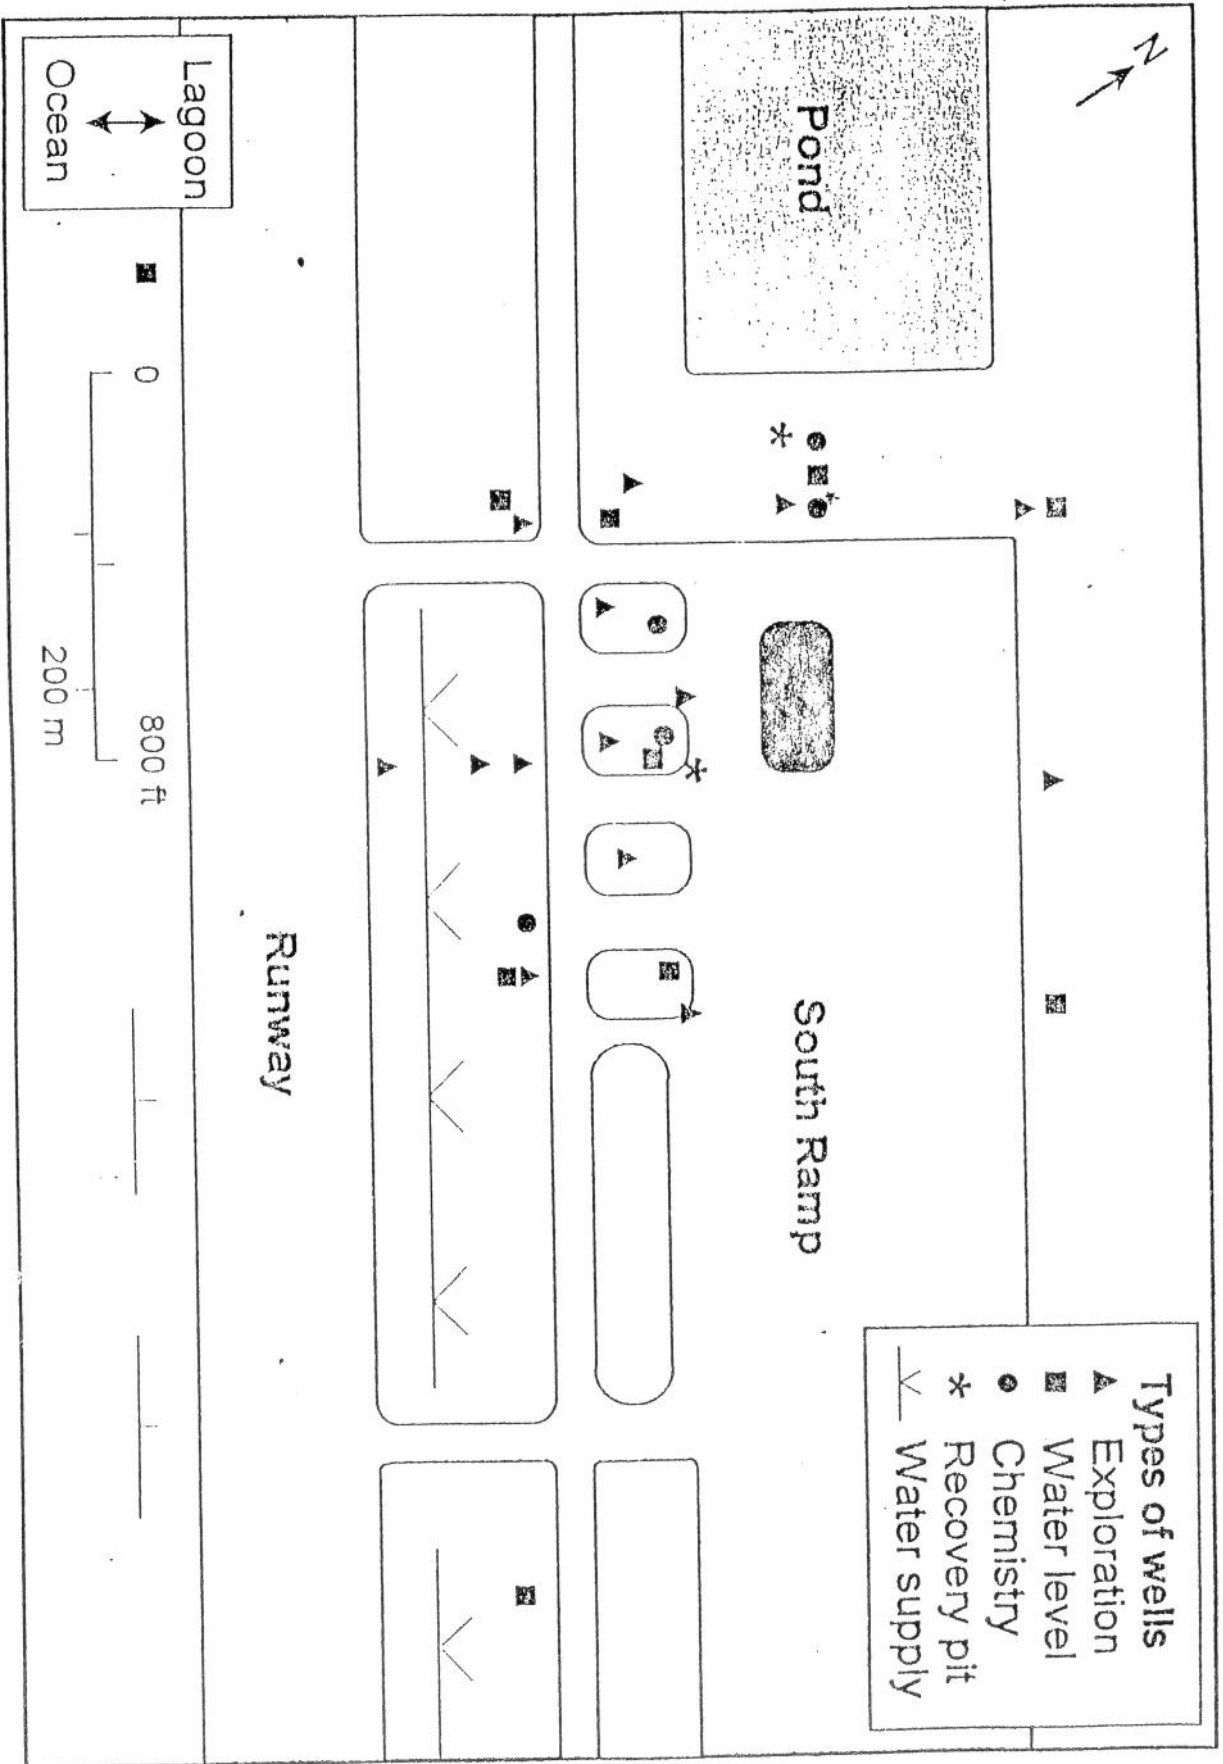 N
Pond
South Ramp
Types of wells
Exploration
Water level
Chemistry
Recovery pit
Water supply
Runway
Lagoon
Ocean
0
800 ft
200 m